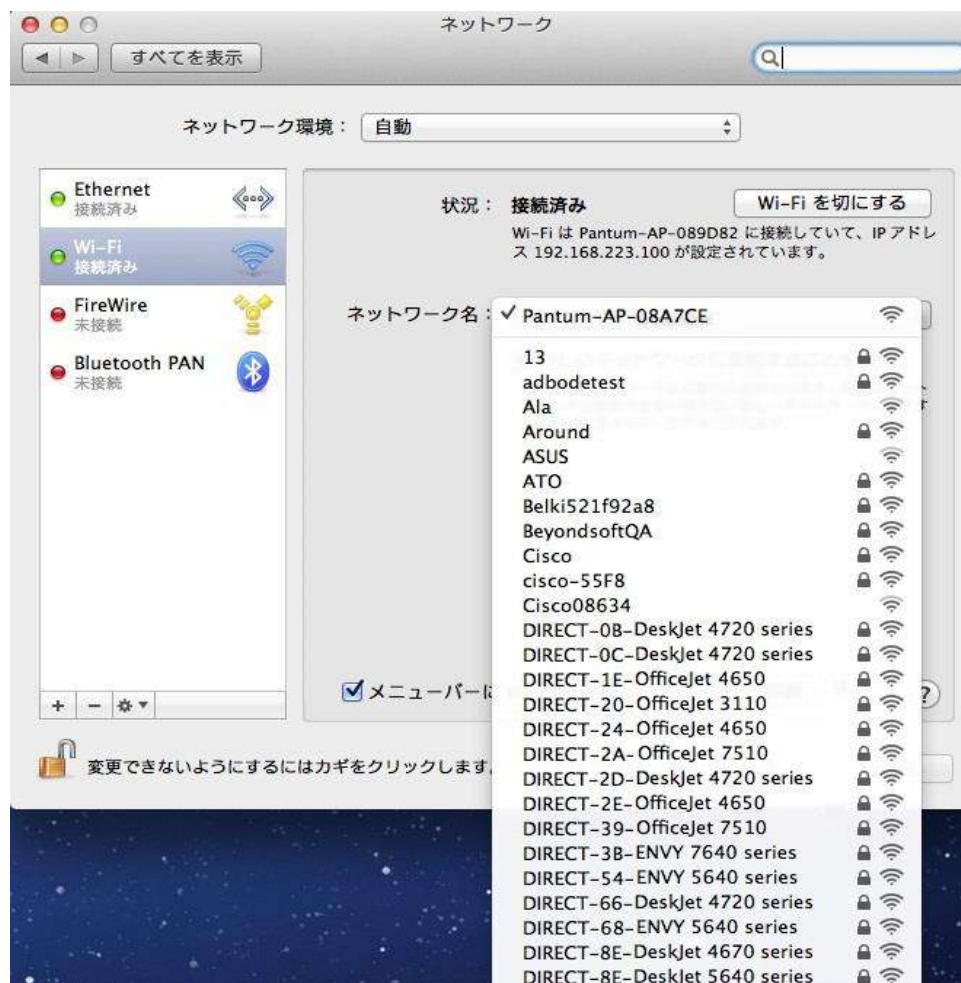 ネットワーク
すべてを表示
ネットワーク環境： 自動
Ethernet
接続済み
Wi-Fi
接続済み
FireWire
未接続
Bluetooth PAN
未接続
状況： 接続済み
Wi-Fi を切にする
Wi-Fi は Pantum-AP-089D82 に接続していて、IP アドレ
ス 192.168.223.100 が設定されています。
ネットワーク名： ✓ Pantum-AP-08A7CE
13
adbodetest
Ala
Around
ASUS
ATO
Belki521f92a8
BeyondsoftQA
Cisco
cisco-55F8
Cisco08634
DIRECT-0B-DeskJet 4720 series
DIRECT-0C-DeskJet 4720 series
DIRECT-1E-OfficeJet 4650
DIRECT-20-OfficeJet 3110
DIRECT-24-OfficeJet 4650
DIRECT-2A-OfficeJet 7510
DIRECT-2D-DeskJet 4720 series
DIRECT-2E-OfficeJet 4650
DIRECT-39-OfficeJet 7510
DIRECT-3B-ENVY 7640 series
DIRECT-54-ENVY 5640 series
DIRECT-66-DeskJet 4720 series
DIRECT-68-ENVY 5640 series
DIRECT-8E-DeskJet 4670 series
DIRECT-8E-DeskJet 5640 series
メニューバーに
?
変更できないようにするにはカギをクリックします。